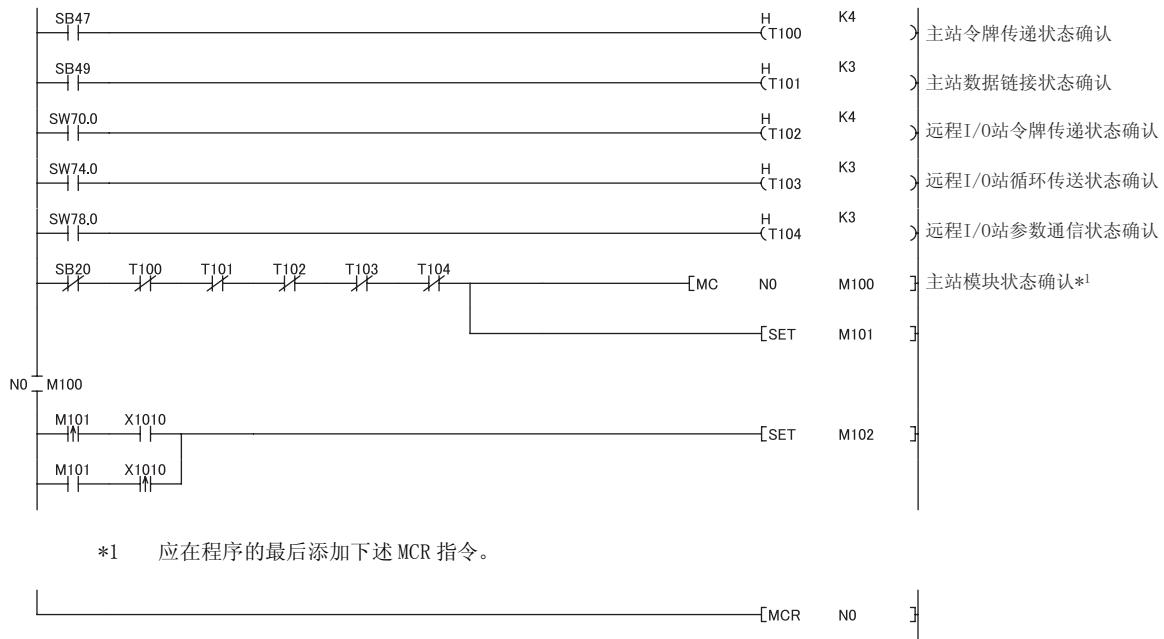 SB47 H K4
(T100 ) 主站令牌传递状态确认
SB49 H K3
(T101 ) 主站数据链接状态确认
SW70.0 H K4
(T102 ) 远程I/O站令牌传递状态确认
SW74.0 H K3
(T103 ) 远程I/O站循环传送状态确认
SW78.0 H K3
(T104 ) 远程I/O站参数通信状态确认
SB20 T100 T101 T102 T103 T104
[MC N0 M100 ] 主站模块状态确认*1
[SET M101 ]
N0 M100
M101 X1010
[SET M102 ]
M101 X1010
*1 应在程序的最后添加下述 MCR 指令。
[MCR N0 ]